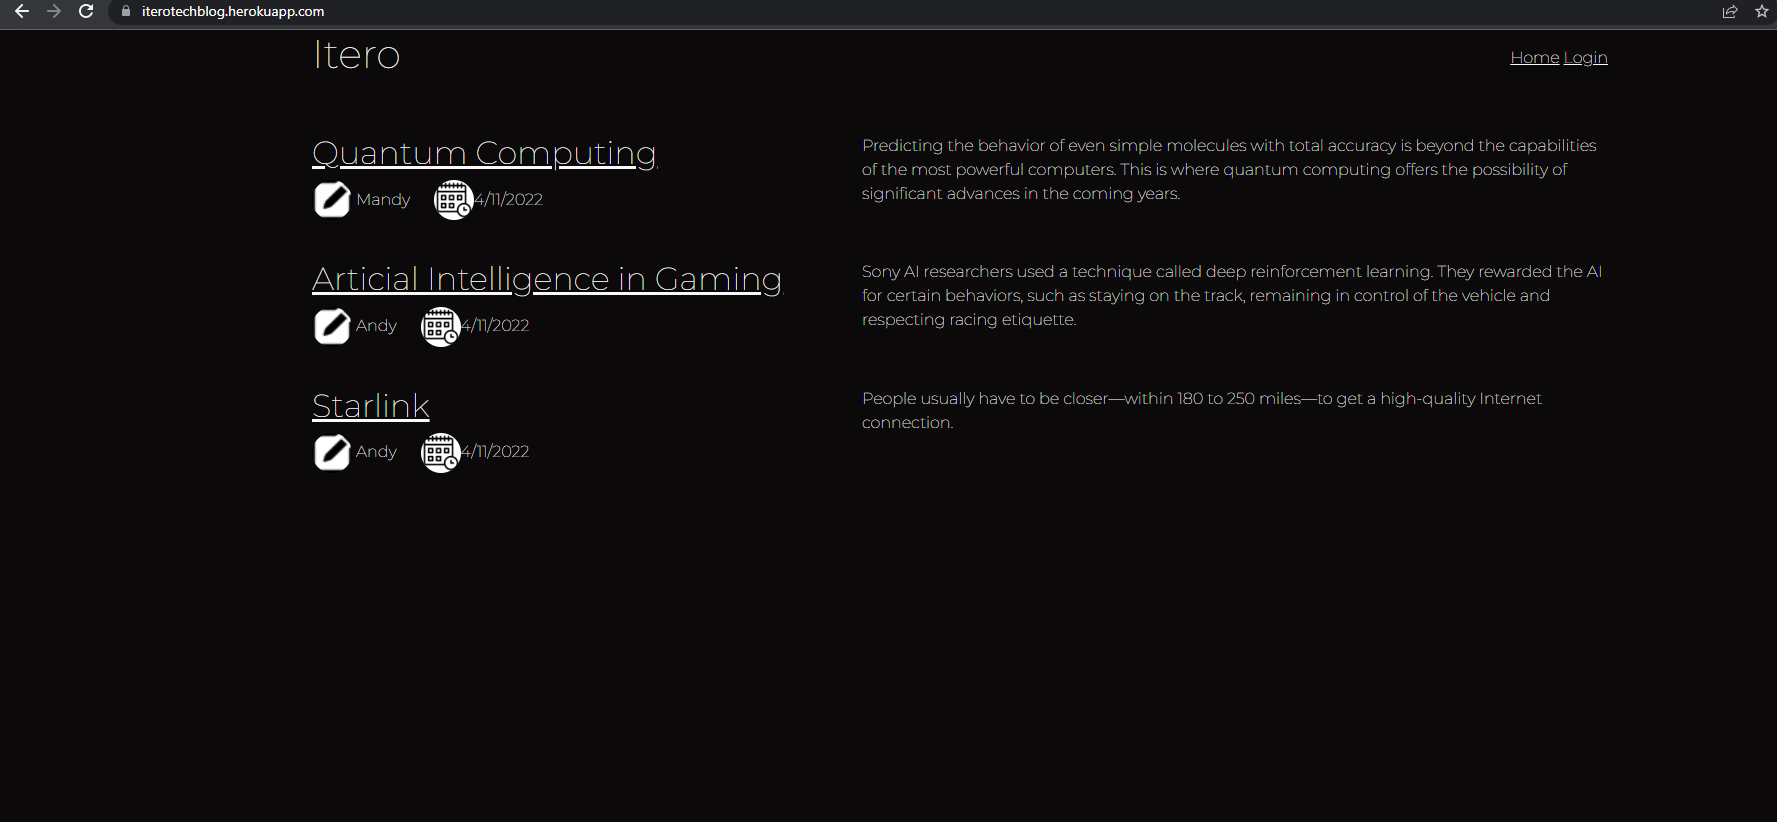 iterotechblog.herokuapp.com
Itero
Home Login
Quantum Computing
Mandy 4/11/2022
Predicting the behavior of even simple molecules with total accuracy is beyond the capabilities
of the most powerful computers. This is where quantum computing offers the possibility of
significant advances in the coming years.
Articial Intelligence in Gaming
Andy 4/11/2022
Sony AI researchers used a technique called deep reinforcement learning. They rewarded the AI
for certain behaviors, such as staying on the track, remaining in control of the vehicle and
respecting racing etiquette.
Starlink
Andy 4/11/2022
People usually have to be closer—within 180 to 250 miles—to get a high-quality Internet
connection.